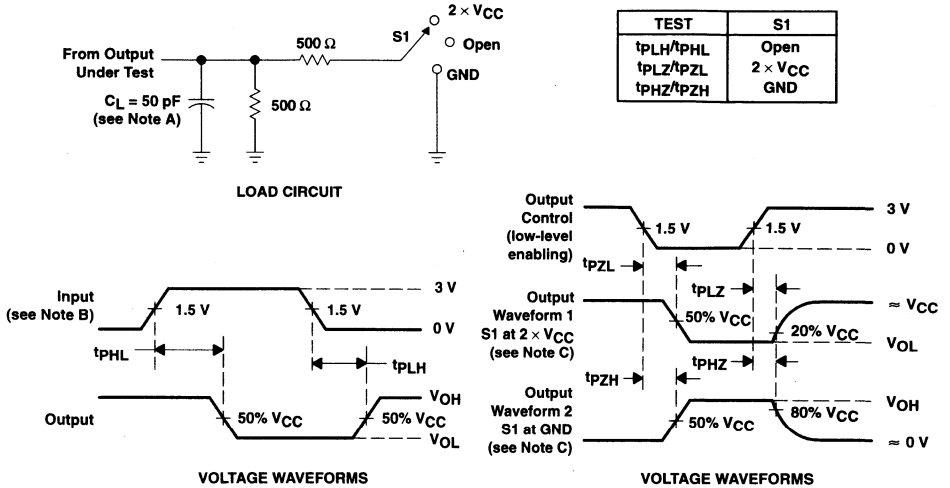 2 × VCC
S1
Open
GND
500 Ω
From Output
Under Test
CL = 50 pF
(see Note A)
500 Ω
LOAD CIRCUIT
TEST S1
tPLH/tPHL Open
tPLZ/tPZL 2 × VCC
tPHZ/tPZH GND
Input
(see Note B)
1.5 V
1.5 V
3 V
0 V
tPHL
tPLH
Output
50% VCC
50% VCC
VOH
VOL
VOLTAGE WAVEFORMS
Output
Control
(low-level
enabling)
1.5 V
1.5 V
3 V
0 V
tPZL
tPLZ
Output
Waveform 1
S1 at 2 × VCC
(see Note C)
50% VCC
20% VCC
≈ VCC
VOL
tPZH
tPHZ
Output
Waveform 2
S1 at GND
(see Note C)
50% VCC
80% VCC
VOH
≈ 0 V
VOLTAGE WAVEFORMS